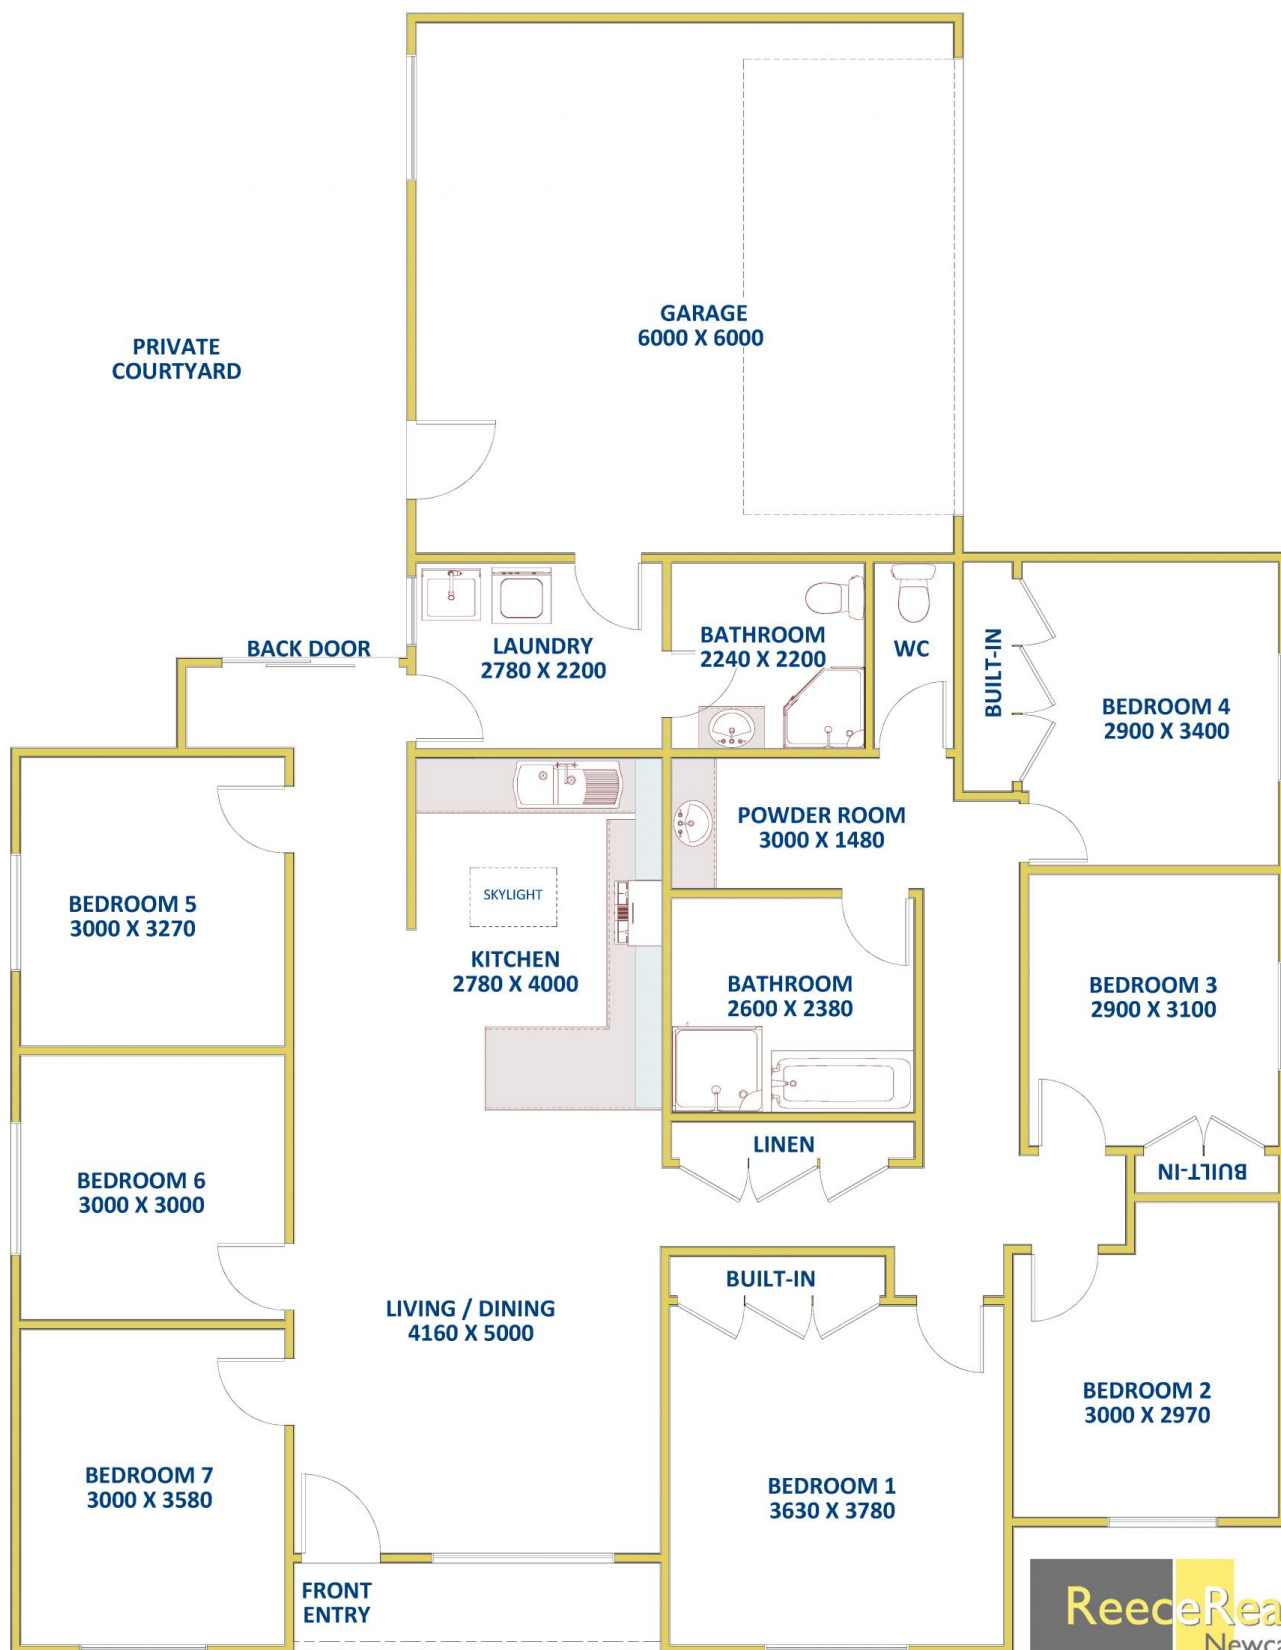 GARAGE
6000 X 6000
PRIVATE
COURTYARD
BACK DOOR
LAUNDRY
2780 X 2200
BATHROOM
2240 X 2200
WC
BUILT-IN
BEDROOM 4
2900 X 3400
POWDER ROOM
3000 X 1480
SKYLIGHT
BEDROOM 5
3000 X 3270
KITCHEN
2780 X 4000
BATHROOM
2600 X 2380
BEDROOM 3
2900 X 3100
LINEN
BUILT-IN
BEDROOM 6
3000 X 3000
BUILT-IN
LIVING / DINING
4160 X 5000
BEDROOM 2
3000 X 2970
BEDROOM 7
3000 X 3580
BEDROOM 1
3630 X 3780
FRONT
ENTRY
ReeceRea
Newca